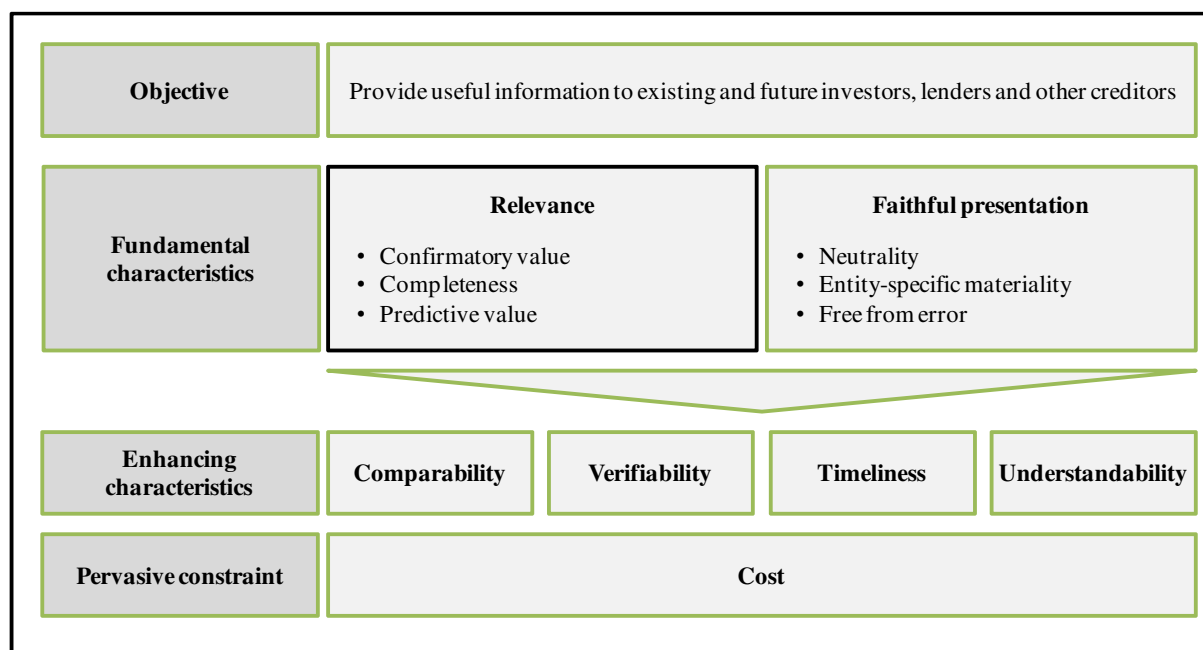 Objective
Provide useful information to existing and future investors, lenders and other creditors
Fundamental
characteristics
Relevance
• Confirmatory value
• Completeness
• Predictive value
Faithful presentation
• Neutrality
• Entity-specific materiality
• Free from error
Enhancing
characteristics
Comparability
Verifiability
Timeliness
Understandability
Pervasive constraint
Cost